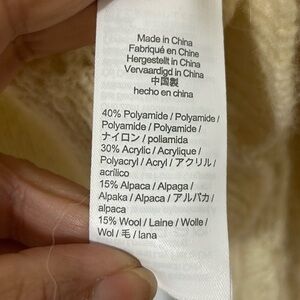 Made in China
Fabriqué en Chine
Hergestellt in China
Vervaardigd in China
中国製
hecho en china
40% Polyamide / Polyamide /
Polyamide / Polyamide /
ナイロン / poliamida
30% Acrylic / Acrylique /
Polyacryl / Acryl / アクリル /
acrílico
15% Alpaca / Alpaga /
Alpaka / Alpaca / アルパカ /
alpaca
15% Wool / Laine / Wolle /
Wol / 毛 / lana